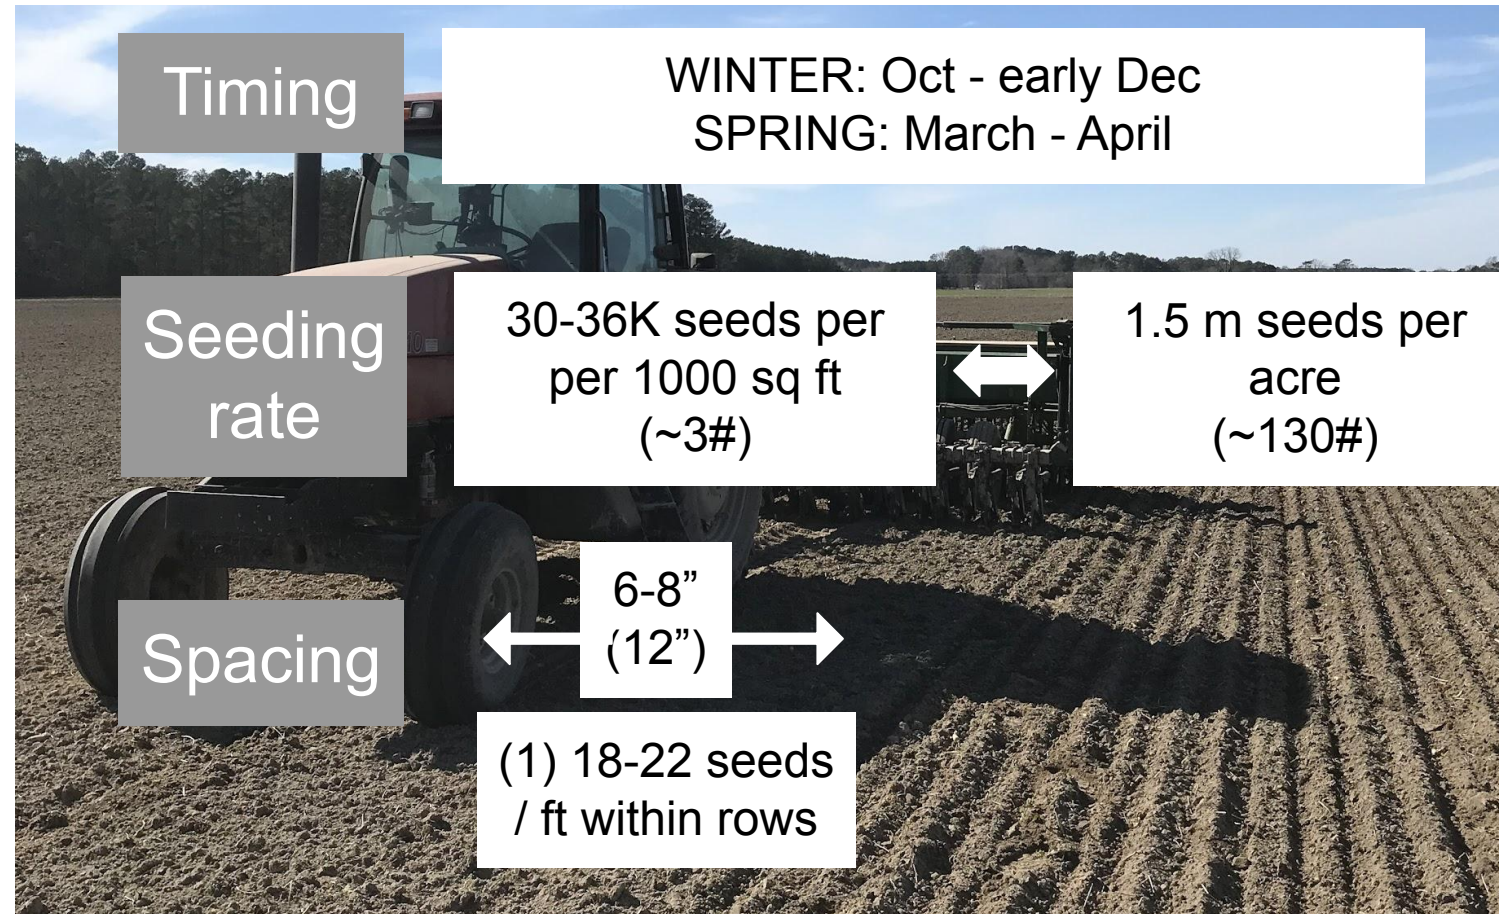 Timing
WINTER: Oct - early Dec
SPRING: March - April
Seeding
rate
30-36K seeds per
per 1000 sq ft
(~3#)
1.5 m seeds per
acre
(~130#)
Spacing
6-8”
(12”)
(1) 18-22 seeds
/ ft within rows